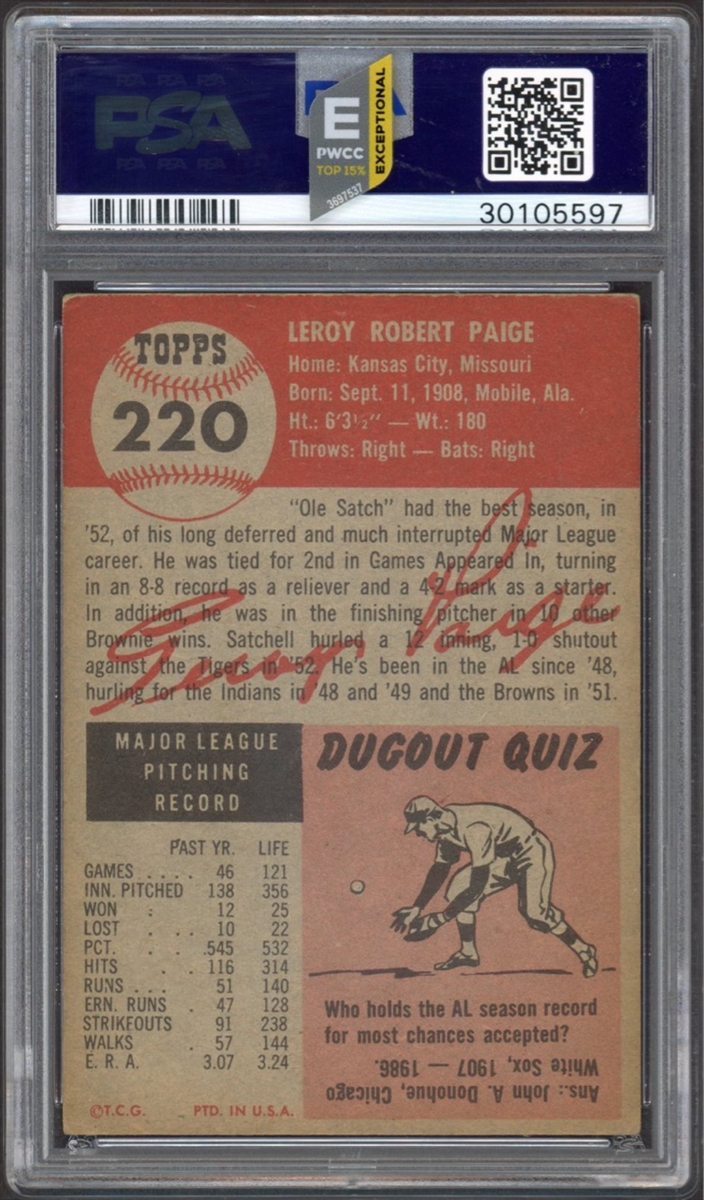 PSA PSA PSA
PSA
PSA PSA PSA
E
PWCC
TOP 15%
3697537
EXCEPTIONAL
30105597
TOPPS
220
LEROY ROBERT PAIGE
Home: Kansas City, Missouri
Born: Sept. 11, 1908, Mobile, Ala.
Ht.: 6'3½" — Wt.: 180
Throws: Right — Bats: Right
"Ole Satch" had the best season, in
'52, of his long deferred and much interrupted Major League
career. He was tied for 2nd in Games Appeared In, turning
in an 8-8 record as a reliever and a 4-2 mark as a starter.
In addition, he was in the finishing pitcher in 10 other
Brownie wins. Satchell hurled a 12 inning, 1-0 shutout
against the Tigers in '52. He's been in the AL since '48,
hurling for the Indians in '48 and '49 and the Browns in '51.
Paige
MAJOR LEAGUE
PITCHING
RECORD
PAST YR. LIFE
GAMES .... 46 121
INN. PITCHED 138 356
WON : 12 25
LOST . .. 10 22
PCT. . .. .545 532
HITS . .. 116 314
RUNS ... . 51 140
ERN. RUNS . 47 128
STRIKEOUTS 91 238
WALKS . 57 144
E. R. A. 3.07 3.24
©T.C.G. PTD. IN U.S.A.
DUGOUT QUIZ
Who holds the AL season record
for most chances accepted?
Ans.: John A. Donohue, Chicago
White Sox, 1907 — 1986.